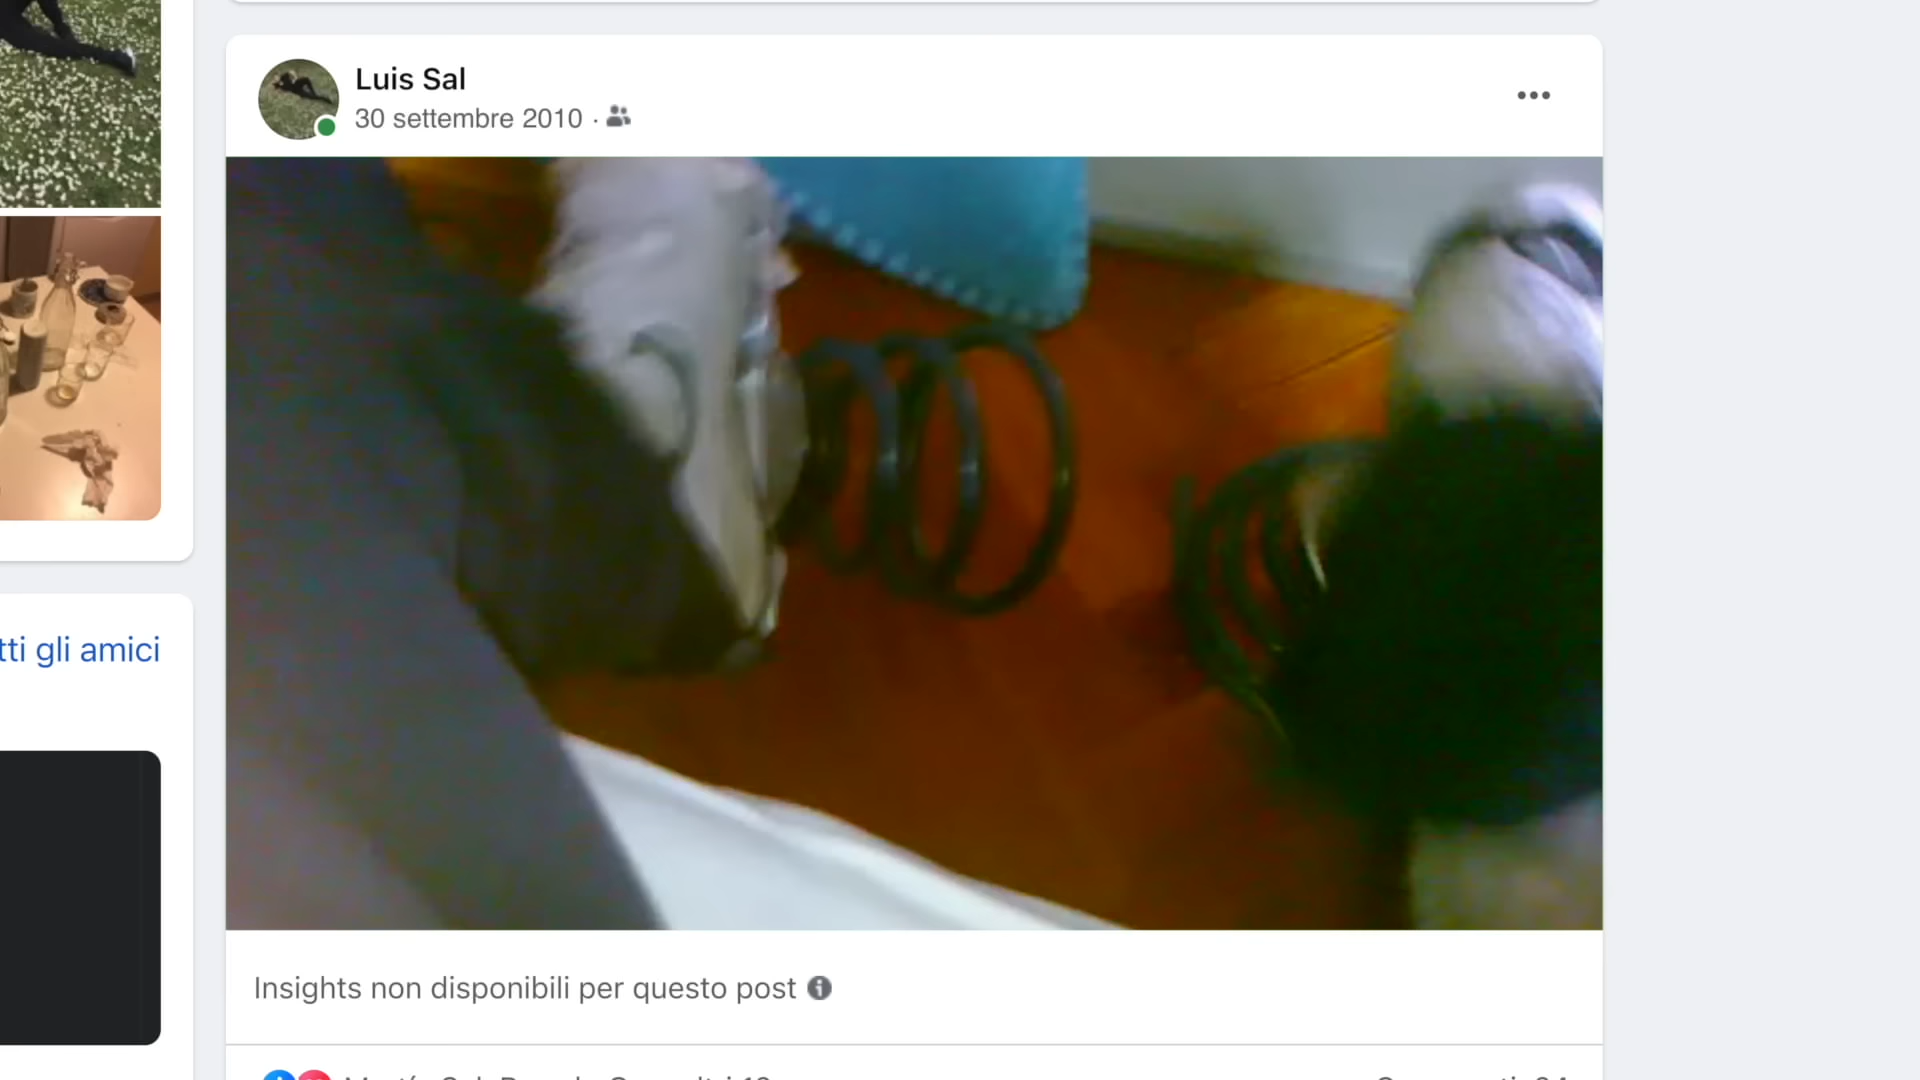 Luis Sal
30 settembre 2010 ·
tti gli amici
Insights non disponibili per questo post